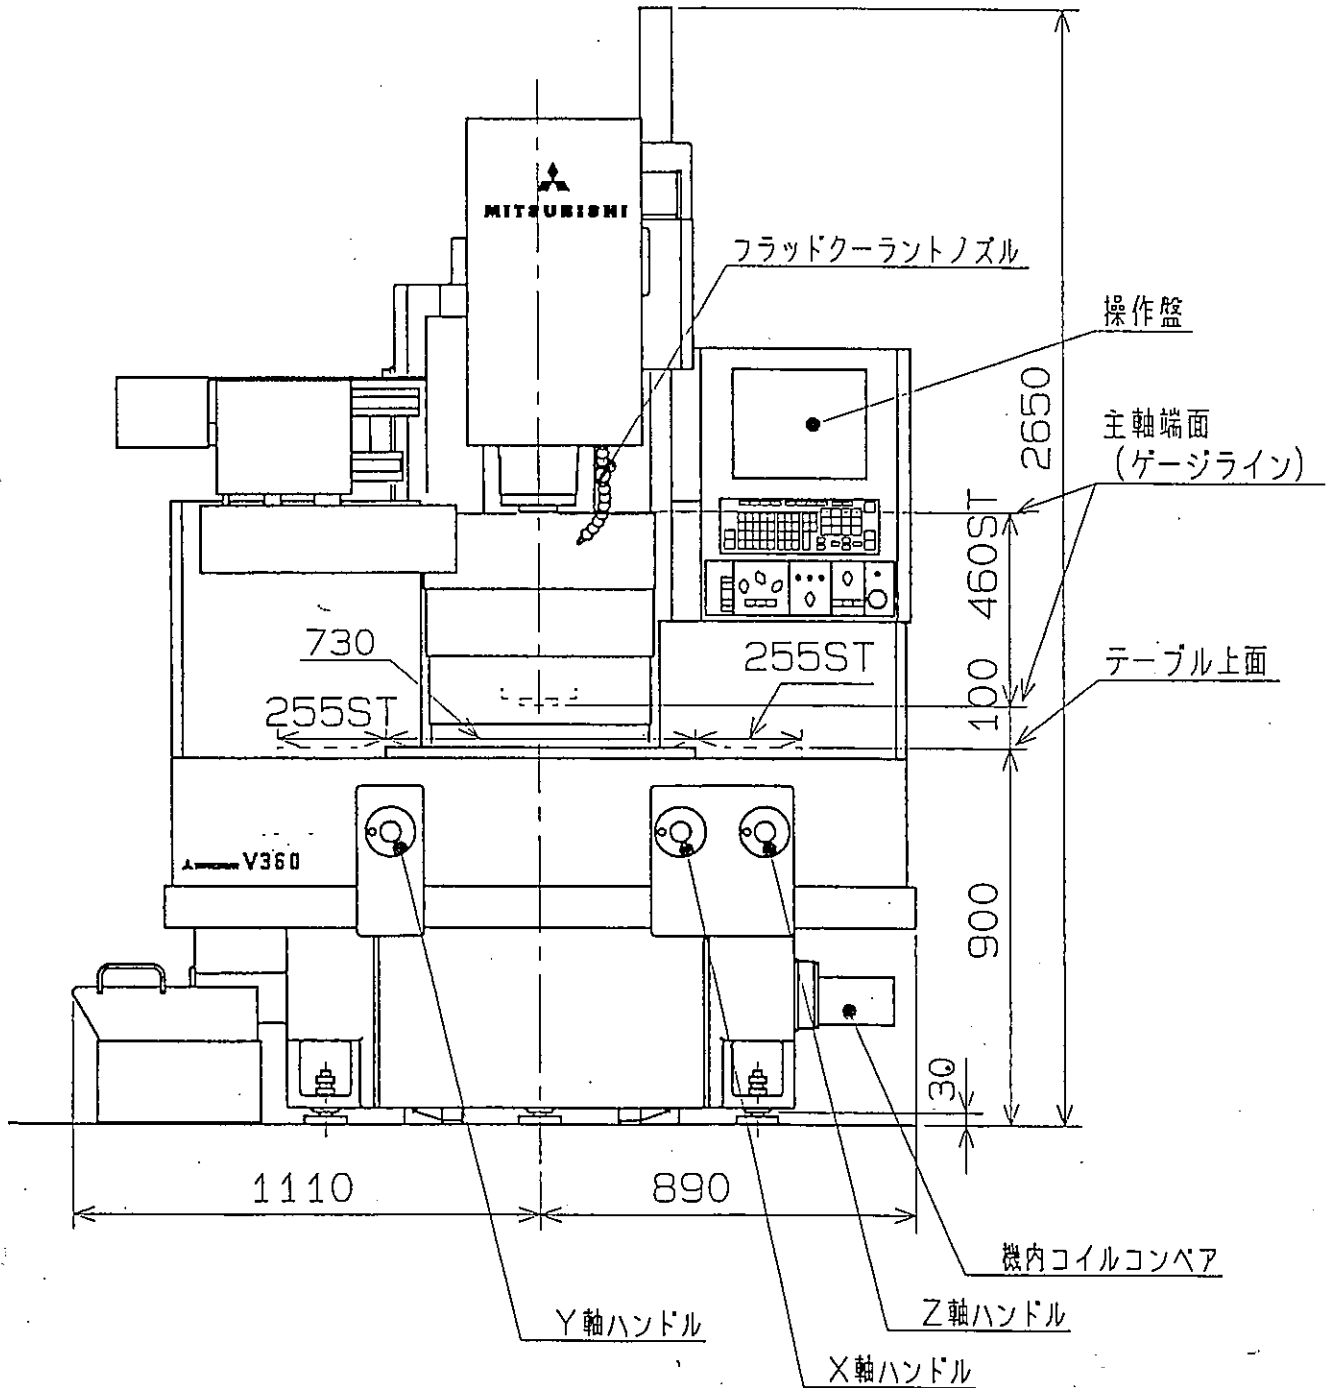 MITSUBISHI
フラッドクーラントノズル
操作盤
2650
主軸端面
(ゲージライン)
460ST
730
255ST
テーブル上面
100
255ST
V360
900
30
1110
890
機内コイルコンベア
Z軸ハンドル
Y軸ハンドル
X軸ハンドル